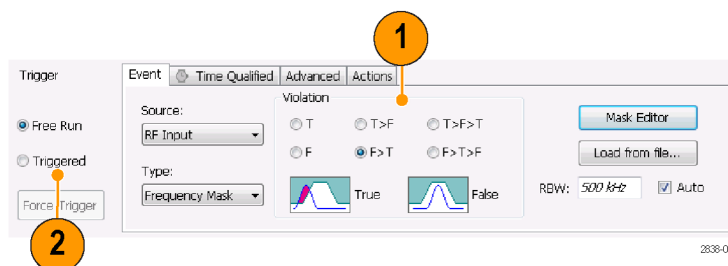 1
Trigger
Event Time Qualified Advanced Actions
Free Run
Triggered
Force Trigger
Source:
RF Input
Type:
Frequency Mask
Violation
T T>F T>F>T
F F>T F>T>F
True False
Mask Editor
Load from file...
RBW: 500 kHz Auto
2
2838-0